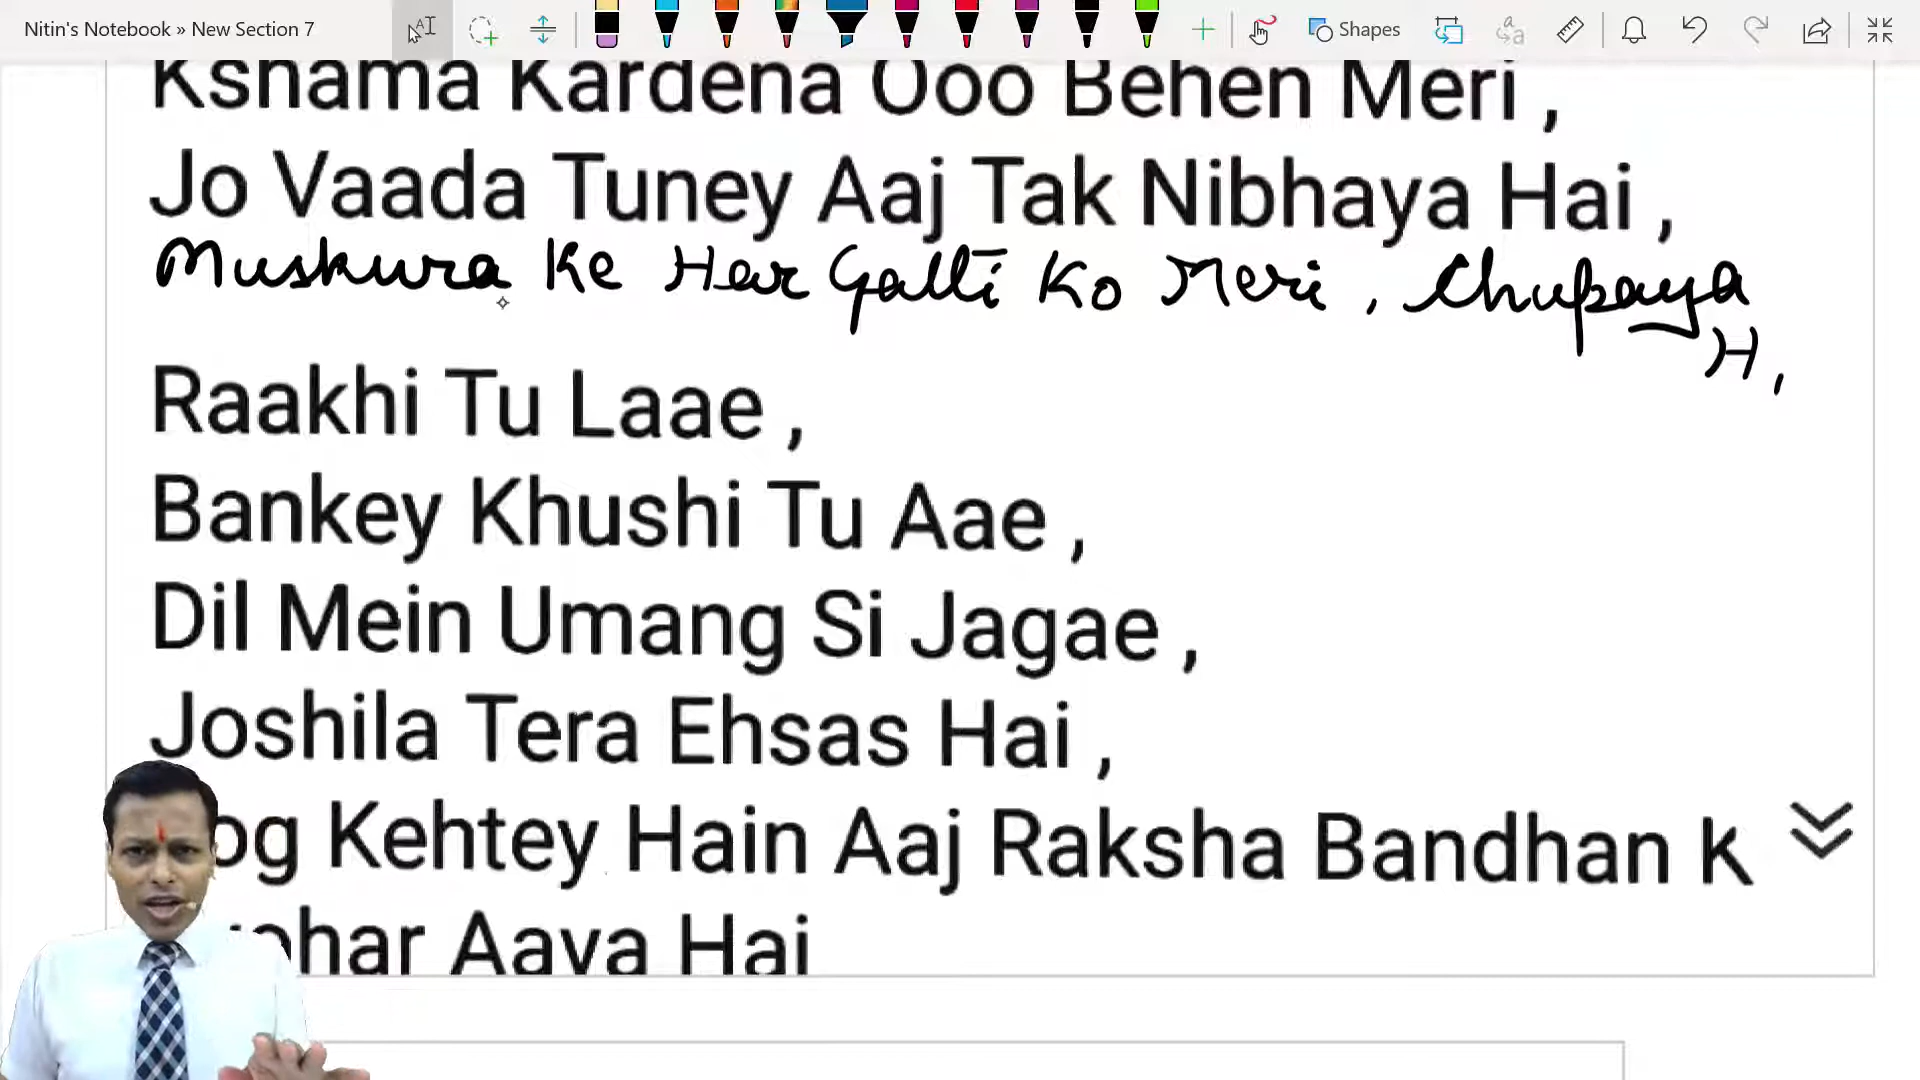 Nitin's Notebook » New Section 7
Shapes
Kshama Kardena Ooo Behen Meri ,
Jo Vaada Tuney Aaj Tak Nibhaya Hai ,
Muskura Ke Har Galti Ko Meri , Chupaya
H ,
Raakhi Tu Laae ,
Bankey Khushi Tu Aae ,
Dil Mein Umang Si Jagae ,
Joshila Tera Ehsas Hai ,
Kehtey Hain Aaj Raksha Bandhan K
Aaya Hai